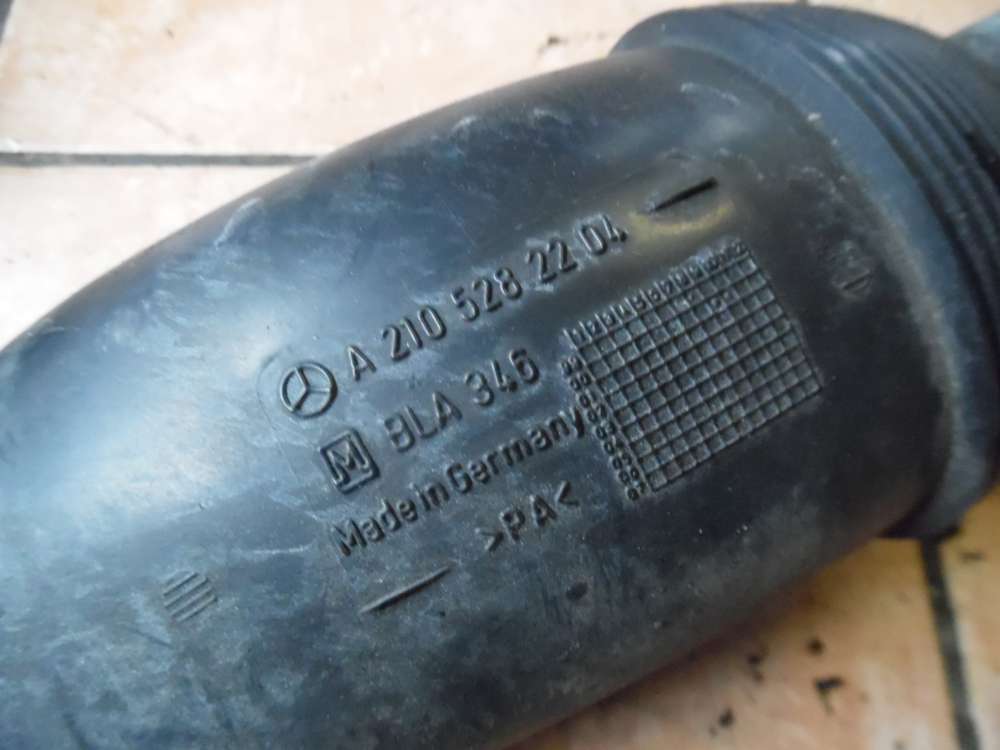 A 210 528 22 04
M BLA 346
Made in Germany
>PA<